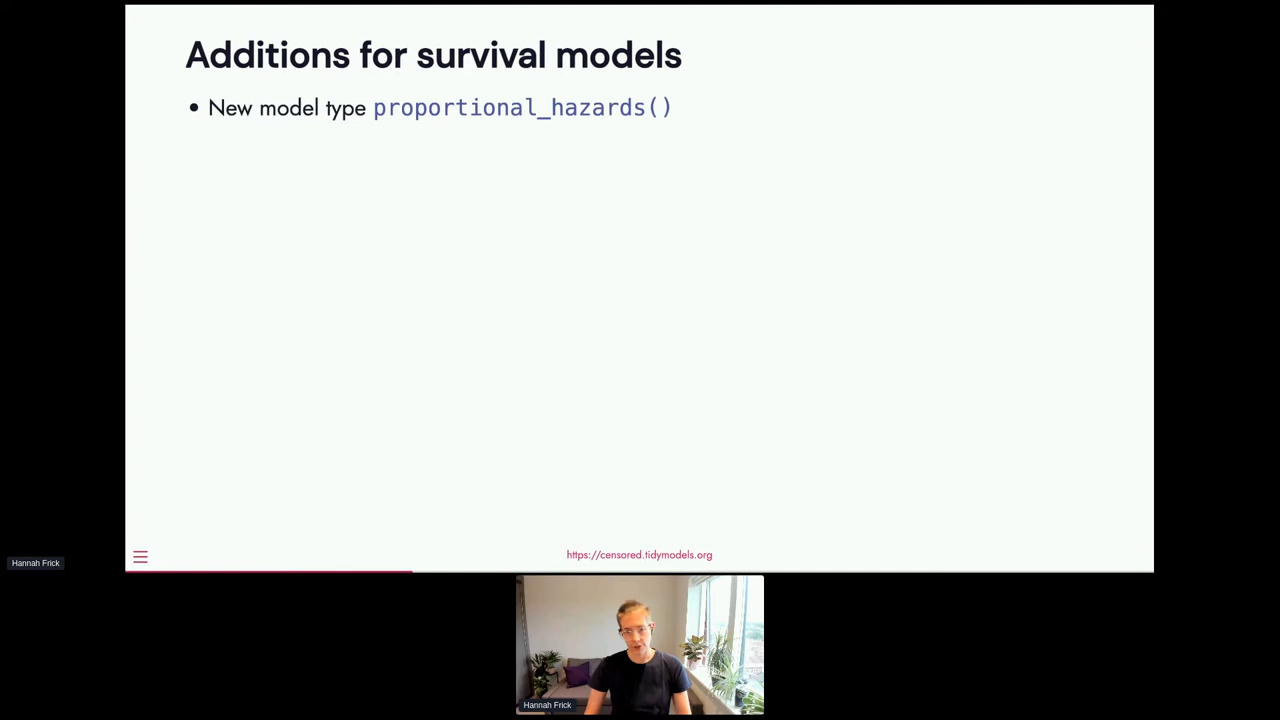 Additions for survival models
• New model type proportional_hazards()
https://censored.tidymodels.org
Hannah Frick
Hannah Frick